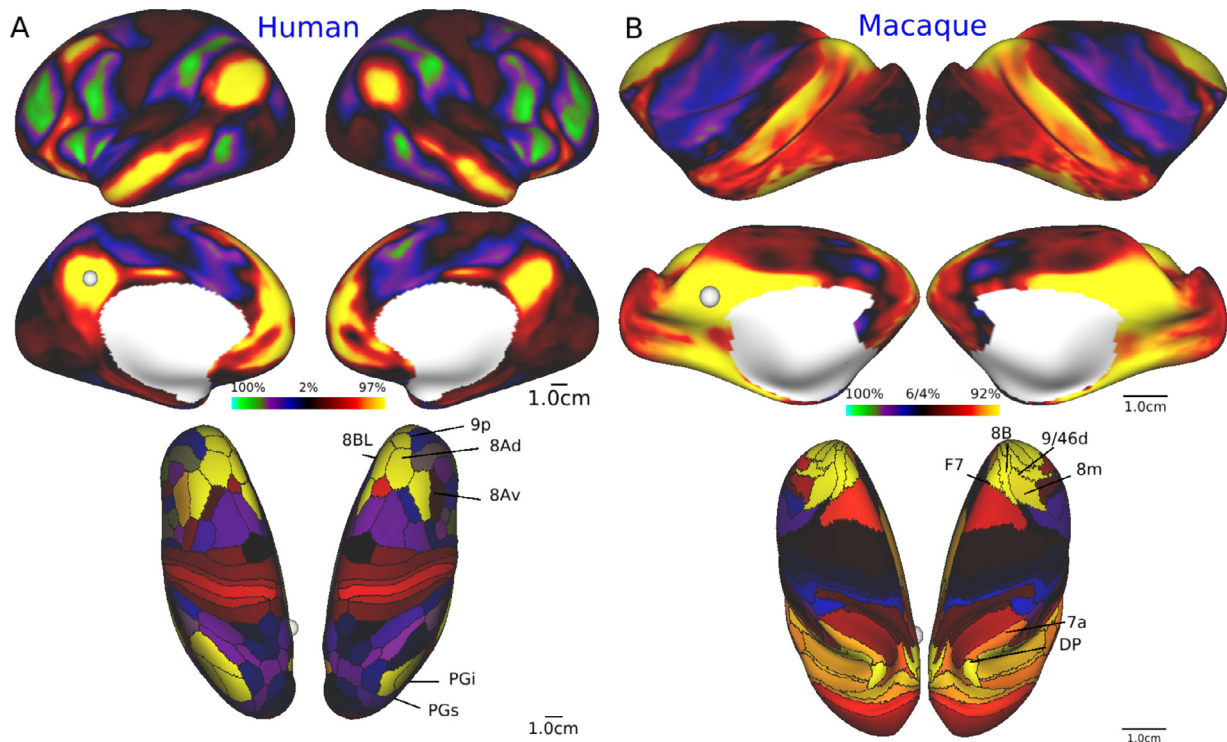 A Human
B Macaque
100% 2% 97%
1.0cm
100% 6/4% 92%
1.0cm
9p
8BL
8Ad
8Av
PGi
PGs
1.0cm
8B 9/46d
F7 8m
7a
DP
1.0cm